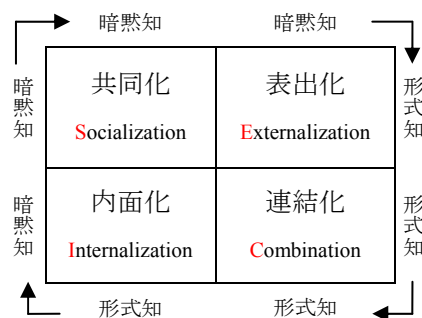 暗黙知 暗黙知
暗黙知
共同化 表出化
形式知
Socialization Externalization
暗黙知
内面化 連結化
形式知
Internalization Combination
形式知 形式知